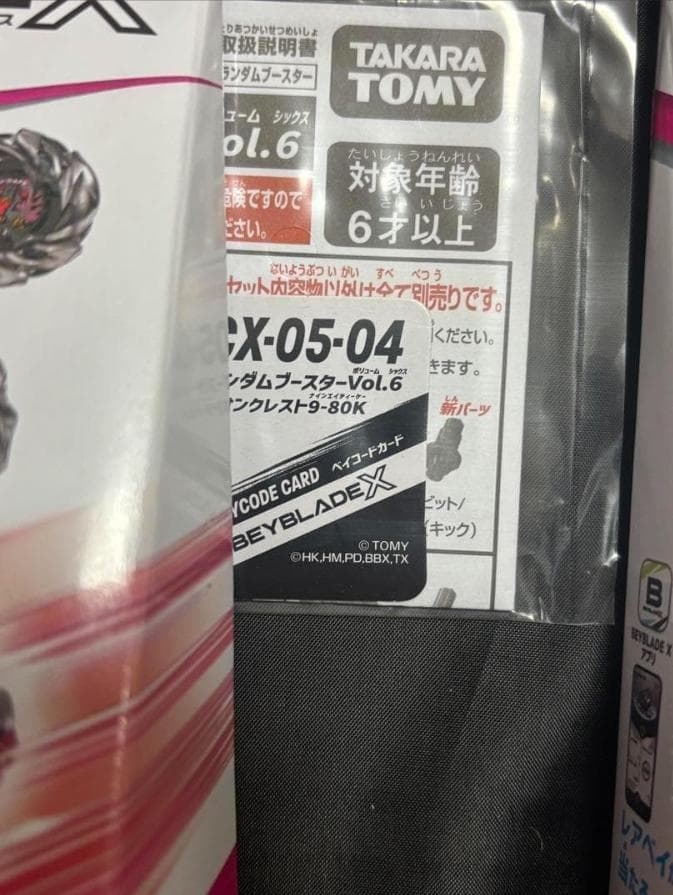 X
ス
とりあつかいせつめいしょ
取扱説明書
ランダムブースター
ューム シックス
ol.6
危険ですので
ださい。
TAKARA
TOMY
たいしょうねんれい
対象年齢
さい いじょう
6才以上
ないようぶつ いがい すべ べつう
セット内容物以外は全て別売りです。
ください。
きます。
CX-05-04
ボリューム シックス
ンダムブースターVol.6
ナインエイティーケー
ンクレスト9-80K
YCODE CARD ベイコードカード
BEYBLADE X
© TOMY
©HK,HM,PD,BBX,TX
しん
新パーツ
ビット/
(キック)
B
BEYBLADE X
アプリ
レアベイ
当たる